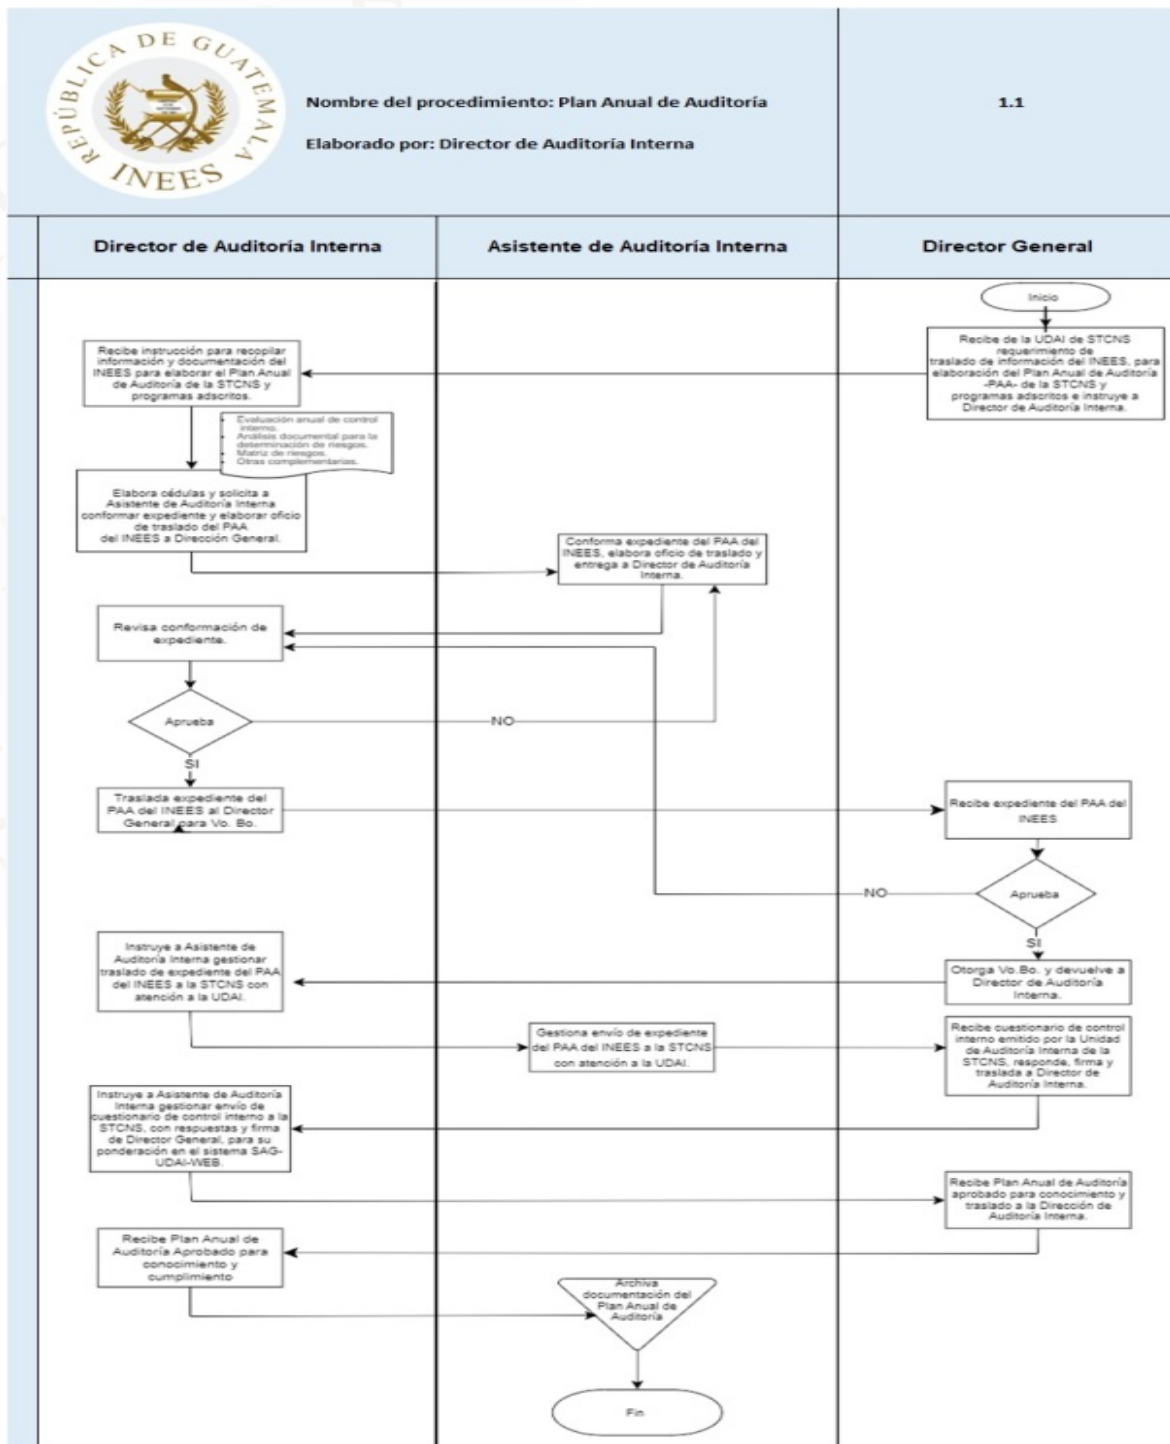 REPÚBLICA DE GUATEMALA
INEES
Nombre del procedimiento: Plan Anual de Auditoría
Elaborado por: Director de Auditoría Interna
1.1
Director de Auditoría Interna
Asistente de Auditoría Interna
Director General
Inicio
Recibe de la UDAI de STCNS
requerimiento de
traslado de información del INEES, para
elaboración del Plan Anual de Auditoría
-PAA- de la STCNS y
programas adscritos e instruye a
Director de Auditoría Interna.
Recibe instrucción para recopilar
información y documentación del
INEES para elaborar el Plan Anual
de Auditoría de la STCNS y
programas adscritos.
• Evaluación anual de control
interno.
• Análisis documental para la
determinación de riesgos.
• Matriz de riesgos.
• Otras complementarias.
Elabora cédulas y solicita a
Asistente de Auditoría Interna
conformar expediente y elaborar oficio
de traslado del PAA
del INEES a Dirección General.
Conforma expediente del PAA del
INEES, elabora oficio de traslado y
entrega a Director de Auditoría
Interna.
Revisa conformación de
expediente.
Aprueba
NO
SI
Traslada expediente del
PAA del INEES al Director
General para Vo. Bo.
Recibe expediente del PAA del
INEES
Aprueba
NO
SI
Otorga Vo.Bo. y devuelve a
Director de Auditoría
Interna.
Instruye a Asistente de
Auditoría Interna gestionar
traslado de expediente del PAA
del INEES a la STCNS con
atención a la UDAI.
Gestiona envío de expediente
del PAA del INEES a la STCNS
con atención a la UDAI.
Recibe cuestionario de control
interno emitido por la Unidad
de Auditoría Interna de la
STCNS, responde, firma y
traslada a Director de
Auditoría Interna.
Instruye a Asistente de Auditoría
Interna gestionar envío de
cuestionario de control interno a la
STCNS, con respuestas y firma
de Director General, para su
ponderación en el sistema SAG-
UDAI-WEB.
Recibe Plan Anual de Auditoría
aprobado para conocimiento y
traslado a la Dirección de
Auditoría Interna.
Recibe Plan Anual de
Auditoría Aprobado para
conocimiento y
cumplimiento
Archiva
documentación del
Plan Anual de
Auditoría
Fin